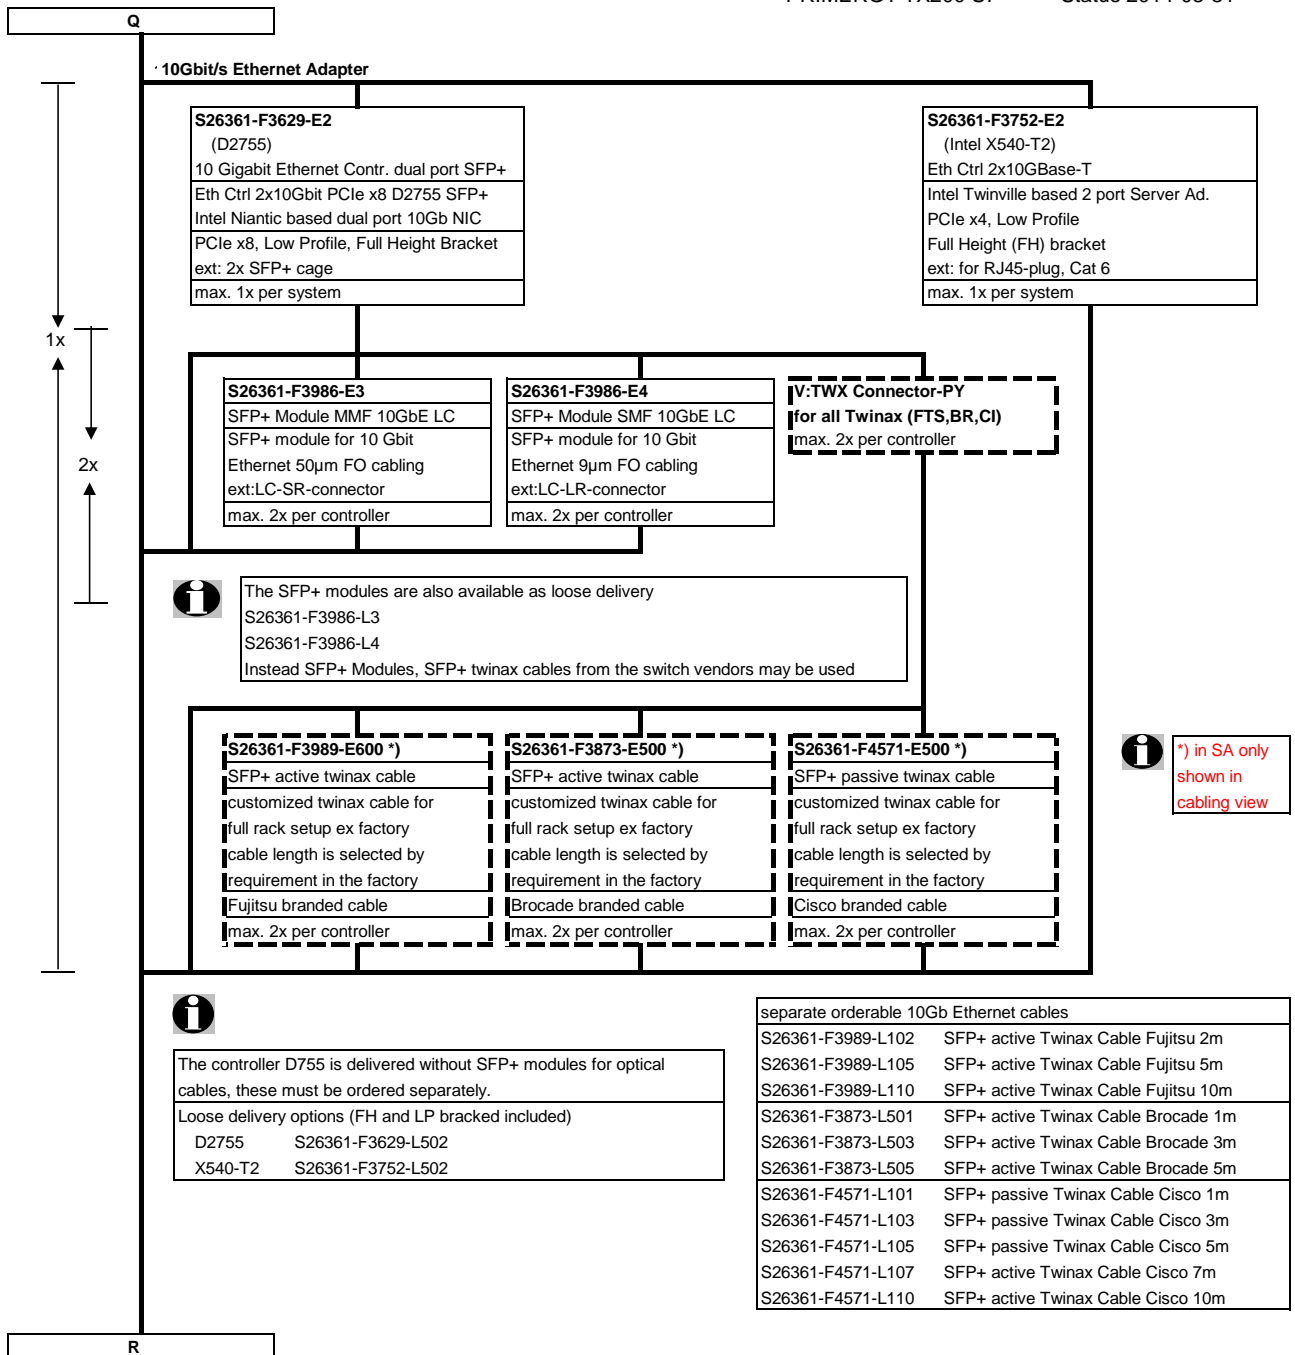 Q
10Gbit/s Ethernet Adapter
S26361-F3629-E2
(D2755)
10 Gigabit Ethernet Contr. dual port SFP+
Eth Ctrl 2x10Gbit PCIe x8 D2755 SFP+
Intel Niantic based dual port 10Gb NIC
PCIe x8, Low Profile, Full Height Bracket
ext: 2x SFP+ cage
max. 1x per system
S26361-F3752-E2
(Intel X540-T2)
Eth Ctrl 2x10GBase-T
Intel Twinville based 2 port Server Ad.
PCIe x4, Low Profile
Full Height (FH) bracket
ext: for RJ45-plug, Cat 6
max. 1x per system
1x
2x
S26361-F3986-E3
SFP+ Module MMF 10GbE LC
SFP+ module for 10 Gbit
Ethernet 50µm FO cabling
ext:LC-SR-connector
max. 2x per controller
S26361-F3986-E4
SFP+ Module SMF 10GbE LC
SFP+ module for 10 Gbit
Ethernet 9µm FO cabling
ext:LC-LR-connector
max. 2x per controller
V:TWX Connector-PY
for all Twinax (FTS,BR,CI)
max. 2x per controller
The SFP+ modules are also available as loose delivery
S26361-F3986-L3
S26361-F3986-L4
Instead SFP+ Modules, SFP+ twinax cables from the switch vendors may be used
S26361-F3989-E600 *)
SFP+ active twinax cable
customized twinax cable for
full rack setup ex factory
cable length is selected by
requirement in the factory
Fujitsu branded cable
max. 2x per controller
S26361-F3873-E500 *)
SFP+ active twinax cable
customized twinax cable for
full rack setup ex factory
cable length is selected by
requirement in the factory
Brocade branded cable
max. 2x per controller
S26361-F4571-E500 *)
SFP+ passive twinax cable
customized twinax cable for
full rack setup ex factory
cable length is selected by
requirement in the factory
Cisco branded cable
max. 2x per controller
*) in SA only
shown in
cabling view
The controller D755 is delivered without SFP+ modules for optical
cables, these must be ordered separately.
Loose delivery options (FH and LP bracked included)
D2755 S26361-F3629-L502
X540-T2 S26361-F3752-L502
separate orderable 10Gb Ethernet cables
S26361-F3989-L102 SFP+ active Twinax Cable Fujitsu 2m
S26361-F3989-L105 SFP+ active Twinax Cable Fujitsu 5m
S26361-F3989-L110 SFP+ active Twinax Cable Fujitsu 10m
S26361-F3873-L501 SFP+ active Twinax Cable Brocade 1m
S26361-F3873-L503 SFP+ active Twinax Cable Brocade 3m
S26361-F3873-L505 SFP+ active Twinax Cable Brocade 5m
S26361-F4571-L101 SFP+ passive Twinax Cable Cisco 1m
S26361-F4571-L103 SFP+ passive Twinax Cable Cisco 3m
S26361-F4571-L105 SFP+ passive Twinax Cable Cisco 5m
S26361-F4571-L107 SFP+ active Twinax Cable Cisco 7m
S26361-F4571-L110 SFP+ active Twinax Cable Cisco 10m
R